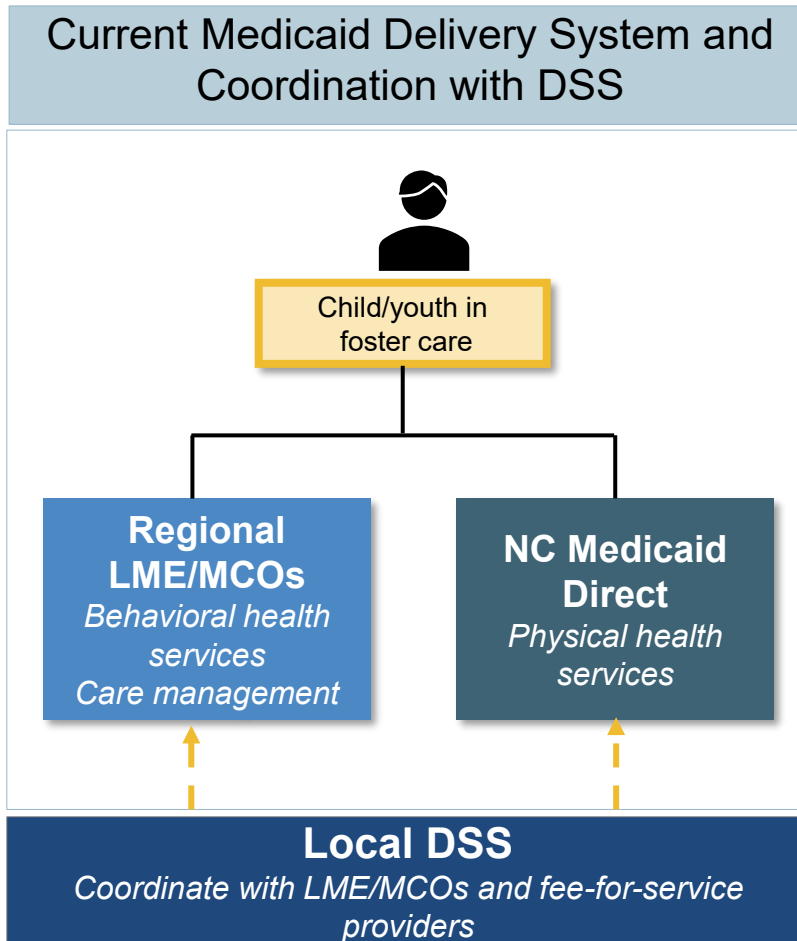 Current Medicaid Delivery System and
Coordination with DSS
Child/youth in
foster care
Regional
LME/MCOs
Behavioral health
services
Care management
NC Medicaid
Direct
Physical health
services
Local DSS
Coordinate with LME/MCOs and fee-for-service
providers